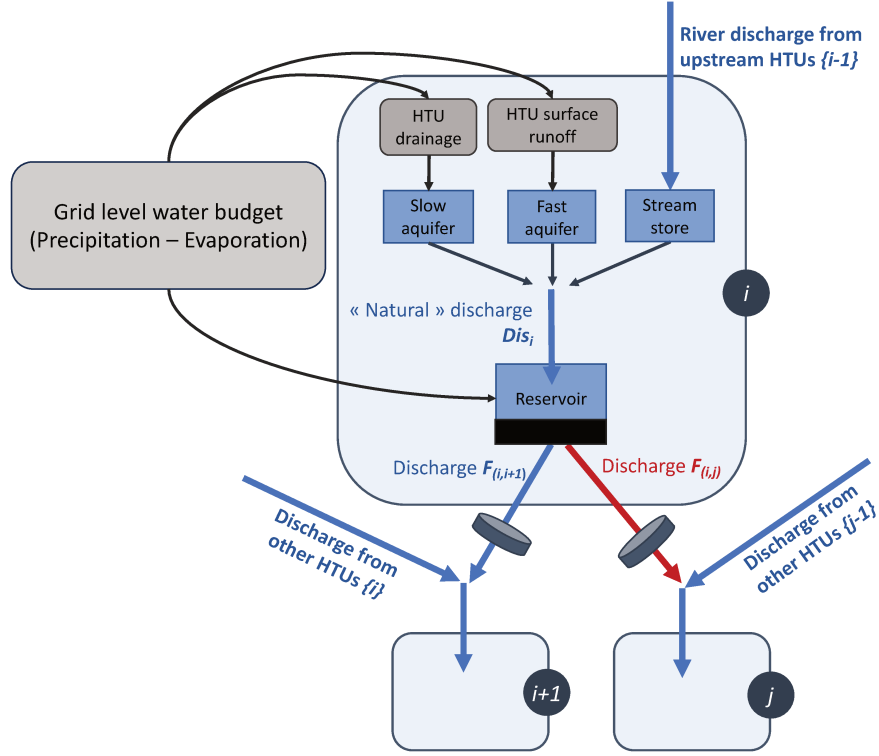 River discharge from
upstream HTUs {i-1}
HTU
drainage
HTU surface
runoff
Grid level water budget
(Precipitation – Evaporation)
Slow
aquifer
Fast
aquifer
Stream
store
i
« Natural » discharge
Disi
Reservoir
Discharge F(i,i+1)
Discharge F(i,j)
Discharge from
other HTUs {i}
Discharge from
other HTUs {j-1}
i+1
j